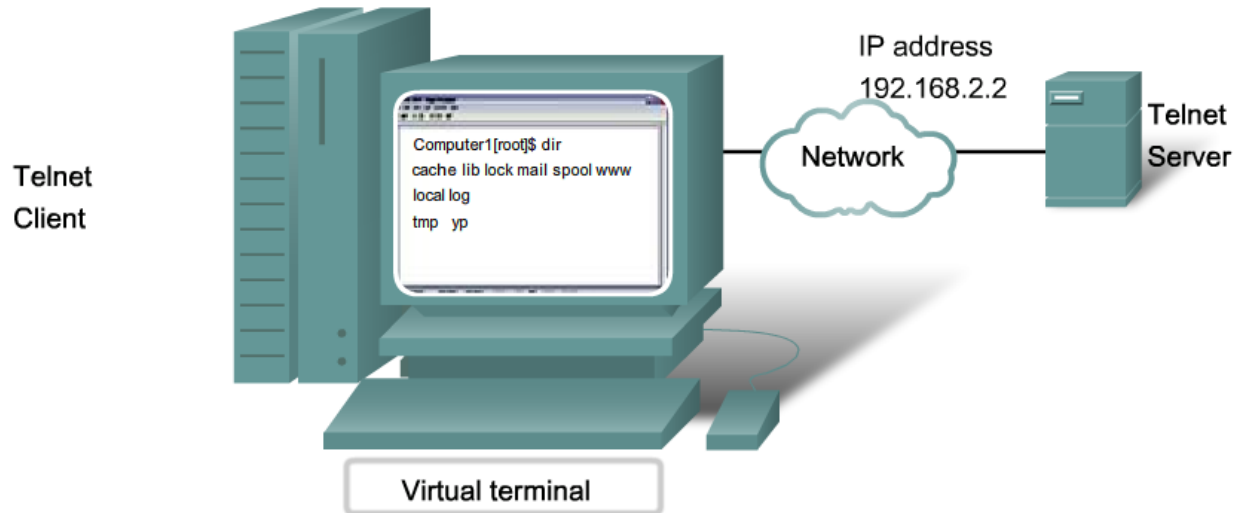 Telnet
Client
Computer1[root]$ dir
cache lib lock mail spool www
local log
tmp yp
Virtual terminal
IP address
192.168.2.2
Network
Telnet
Server